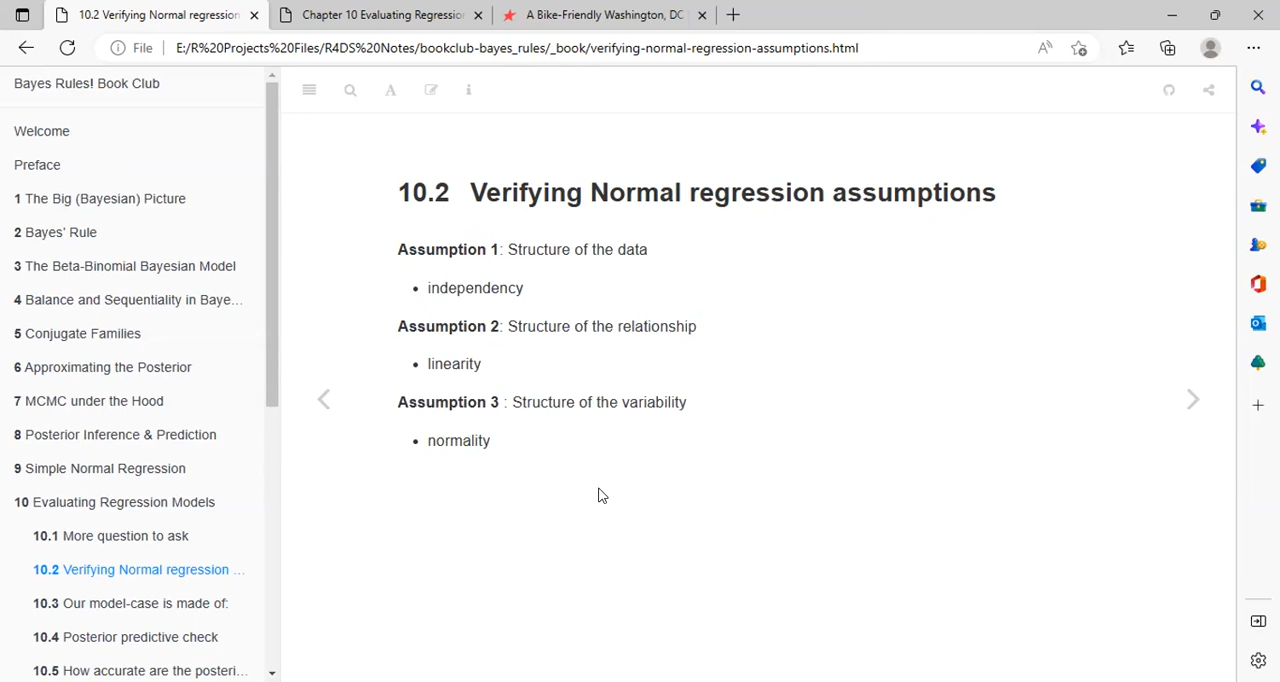 10.2 Verifying Normal regression
Chapter 10 Evaluating Regressio
A Bike-Friendly Washington, DC
File
E:/R%20Projects%20Files/R4DS%20Notes/bookclub-bayes_rules/_book/verifying-normal-regression-assumptions.html
Bayes Rules! Book Club
Welcome
Preface
1 The Big (Bayesian) Picture
2 Bayes' Rule
3 The Beta-Binomial Bayesian Model
4 Balance and Sequentiality in Baye...
5 Conjugate Families
6 Approximating the Posterior
7 MCMC under the Hood
8 Posterior Inference & Prediction
9 Simple Normal Regression
10 Evaluating Regression Models
10.1 More question to ask
10.2 Verifying Normal regression ...
10.3 Our model-case is made of:
10.4 Posterior predictive check
10.5 How accurate are the posteri...
10.2 Verifying Normal regression assumptions
Assumption 1: Structure of the data
• independency
Assumption 2: Structure of the relationship
• linearity
Assumption 3 : Structure of the variability
• normality